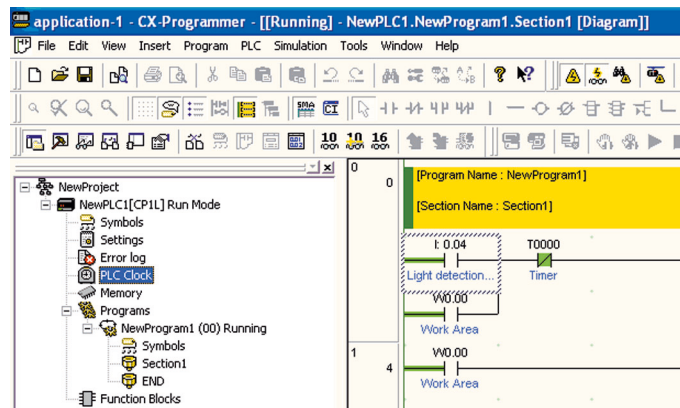 application-1 - CX-Programmer - [[Running] - NewPLC1.NewProgram1.Section1 [Diagram]]
File Edit View Insert Program PLC Simulation Tools Window Help
SMA
10 10 16
NewProject
NewPLC1[CP1L] Run Mode
Symbols
Settings
Error log
PLC Clock
Memory
Programs
NewProgram1 (00) Running
Symbols
Section1
END
Function Blocks
0
0
[Program Name : NewProgram1]
[Section Name : Section1]
I: 0.04 T0000
Light detection... Timer
W0.00
Work Area
1
4
W0.00
Work Area